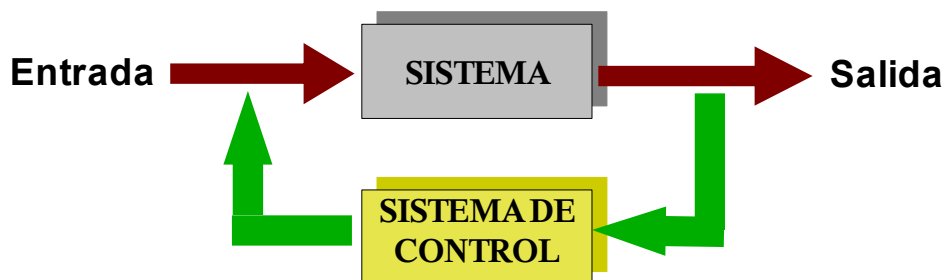 Entrada
SISTEMA
Salida
SISTEMA DE
CONTROL